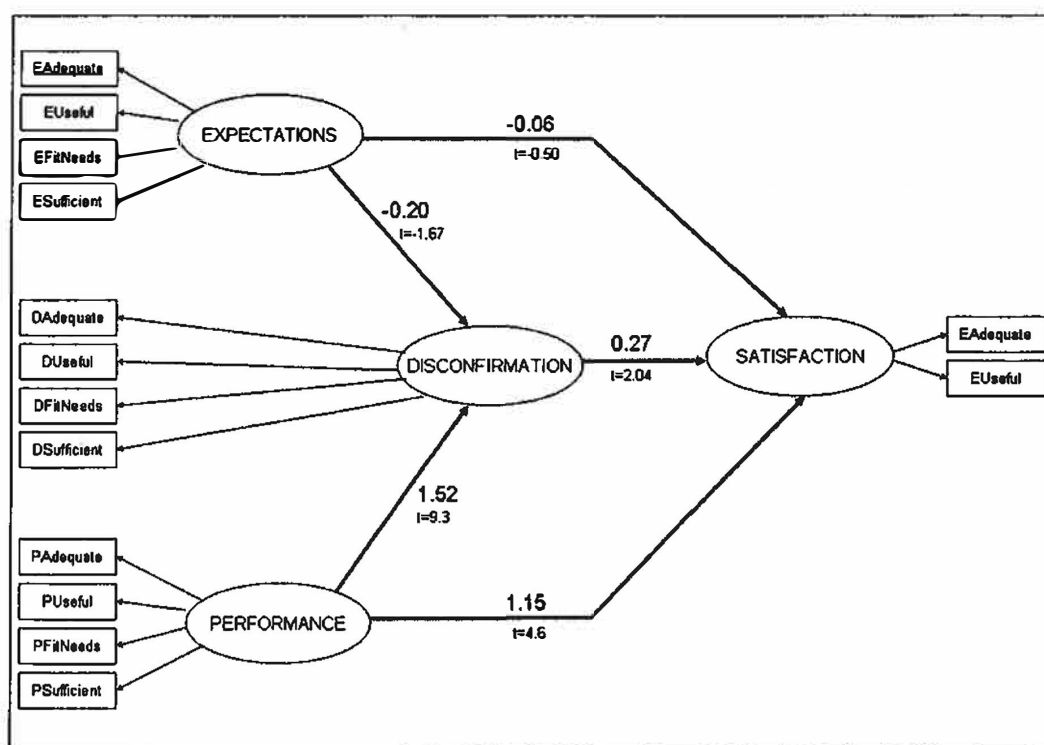 EAdequate
EUseful
EFitNeeds
ESufficient
EXPECTATIONS
-0.06
t=-0.50
-0.20
t=-1.67
DAdequate
DUseful
DFitNeeds
DSufficient
DISCONFIRMATION
0.27
t=2.04
SATISFACTION
EAdequate
EUseful
1.52
t=9.3
PAdequate
PUseful
PFitNeeds
PSufficient
PERFORMANCE
1.15
t=4.6